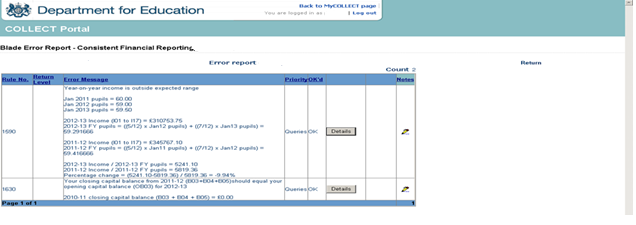 Department for Education
Back to MyCOLLECT page
You are logged in as:
| Log out
COLLECT Portal
Blade Error Report - Consistent Financial Reporting
Error report
Return
Count 2
Rule No. Return Level Error Message Priority OK'd Notes
Year-on-year income is outside expected range
Jan 2011 pupils = 60.00
Jan 2012 pupils = 59.00
Jan 2013 pupils = 59.50
2012-13 Income (I01 to I17) = £310753.75
2012-13 FY pupils = ((5/12) x Jan12 pupils) + ((7/12) x Jan13 pupils) =
59.291666
1590 Queries OK Details
2011-12 Income (I01 to I17) = £345767.10
2011-12 FY pupils = ((5/12) x Jan11 pupils) + ((7/12) x Jan12 pupils) =
59.416666
2012-13 Income / 2012-13 FY pupils = 5241.10
2011-12 Income / 2011-12 FY pupils = 5819.36
Percentage change = (5241.10-5819.36) / 5819.36 = -9.94%
Your closing capital balance from 2011-12 (B03+B04+B05)should equal your
opening capital balance (OB03) for 2012-13
1630 Queries OK Details
2010-11 closing capital balance (B03 + B04 + B05) = £0.00
Page 1 of 1
1